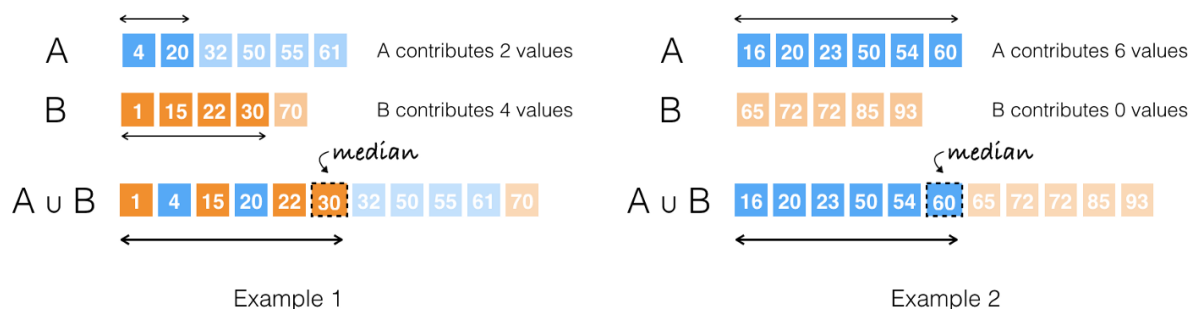 A 4 20 32 50 55 61 A contributes 2 values
B 1 15 22 30 70 B contributes 4 values
median
A ∪ B 1 4 15 20 22 30 32 50 55 61 70
Example 1
A 16 20 23 50 54 60 A contributes 6 values
B 65 72 72 85 93 B contributes 0 values
median
A ∪ B 16 20 23 50 54 60 65 72 72 85 93
Example 2